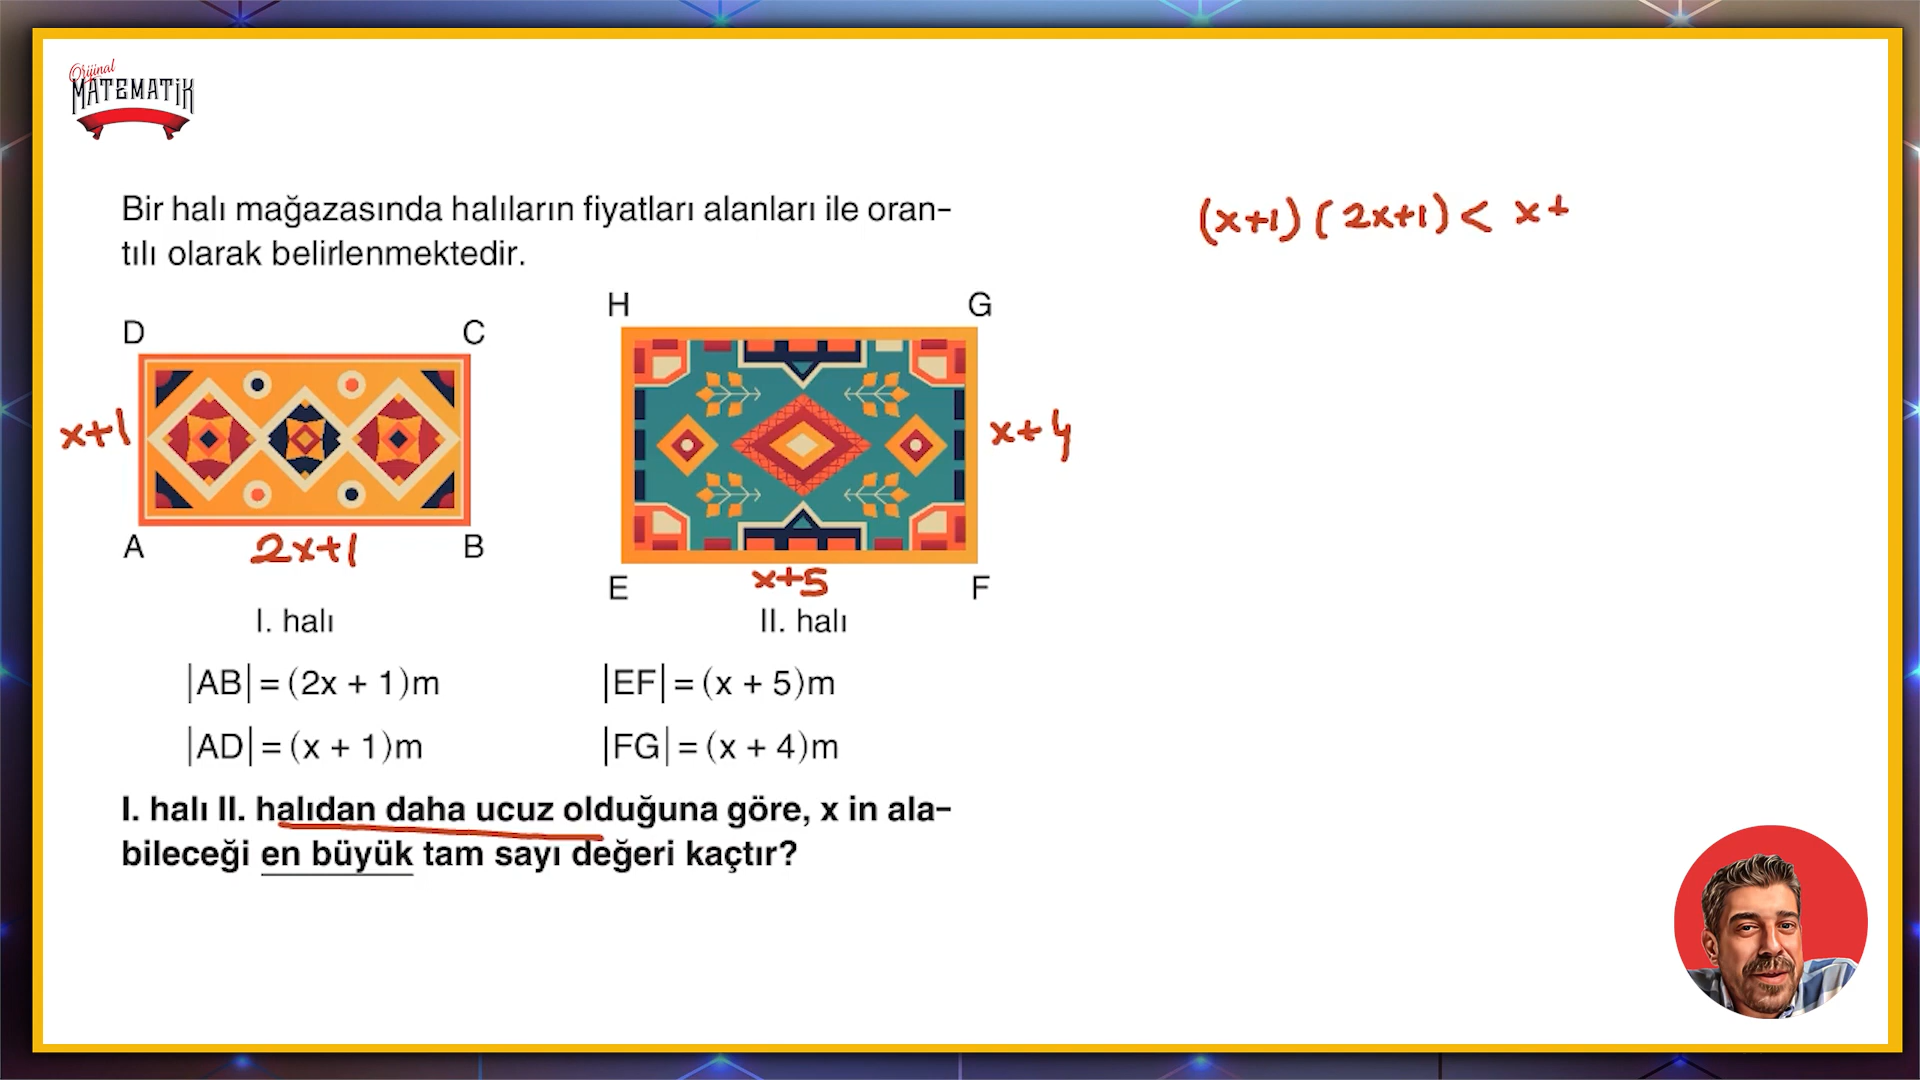 Orijinal
MATEMATİK
Bir halı mağazasında halıların fiyatları alanları ile oran-
tılı olarak belirlenmektedir.
(x+1) (2x+1) < x+
D C
x+1
A 2x+1 B
I. halı
H G
x+4
E x+5 F
II. halı
|AB| = (2x + 1)m
|AD| = (x + 1)m
|EF| = (x + 5)m
|FG| = (x + 4)m
I. halı II. halıdan daha ucuz olduğuna göre, x in ala-
bileceği en büyük tam sayı değeri kaçtır?